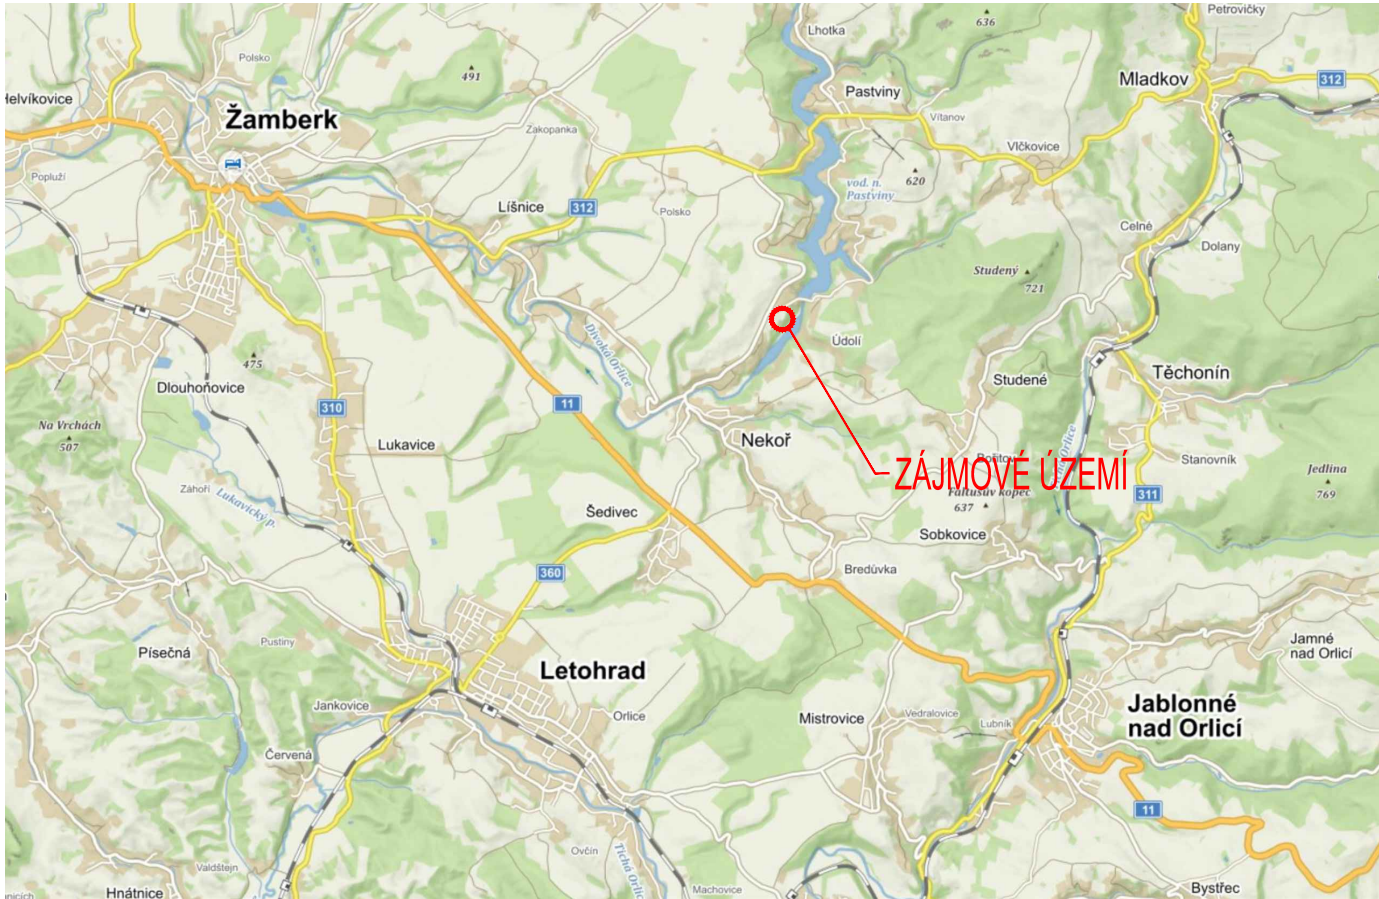 Petrovičky
Lhotka
636
Polsko
491
Mladkov
312
Pastviny
Helvíkovice
Žamberk
Vítanov
Zakopanka
Vlčkovice
Popluží
620
vod. n.
Pastviny
Líšnice
312
Polsko
Celné
Dolany
Studený
721
Divoká Orlice
Údolí
475
Dlouhoňovice
Studené
Těchonín
310
11
Na Vrchách
507
Lukavice
Nekoř
Stanovník
ZÁJMOVÉ ÚZEMÍ
Jedlina
769
Záhoří
Lukavický p.
Faltusův kopec
637
311
Šedivec
Sobkovice
360
Bredůvka
Pustiny
Písečná
Jamné
nad Orlicí
Letohrad
Jankovice
Orlice
Mistrovice
Vedralovice
Lubník
Jablonné
nad Orlicí
Červená
11
Ovčín
Valdštejn
Tichá Orlice
Hnátnice
Machovice
Bystřec